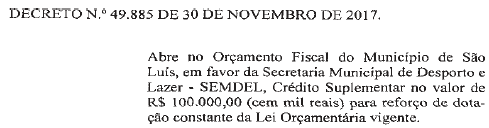 DECRETO N.º 49.885 DE 30 DE NOVEMBRO DE 2017.
Abre no Orçamento Fiscal do Município de São
Luís, em favor da Secretaria Municipal de Desporto e
Lazer - SEMDEL, Crédito Suplementar no valor de
R$ 100.000,00 (cem mil reais) para reforço de dota-
ção constante da Lei Orçamentária vigente.